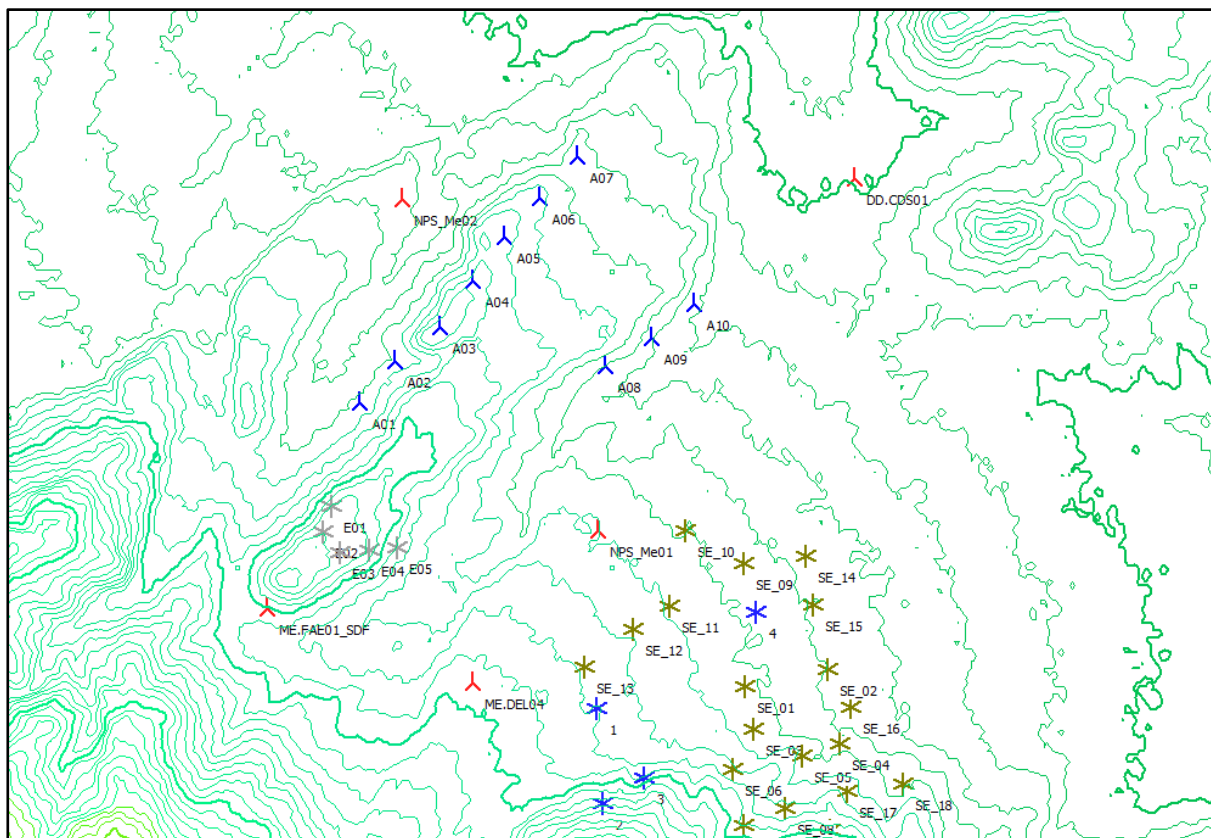 A07
DD.CDS01
NPS_Me02
A06
A05
A04
A10
A03
A09
A02
A08
A01
E01
NPS_Me01
E02
SE_10
SE_14
E03
E04
E05
SE_09
SE_15
ME.FAE01_SDF
SE_11
4
SE_12
SE_13
SE_02
ME.DEL04
SE_01
1
SE_16
SE_03
SE_04
SE_05
3
SE_06
SE_18
SE_17
2
SE_08